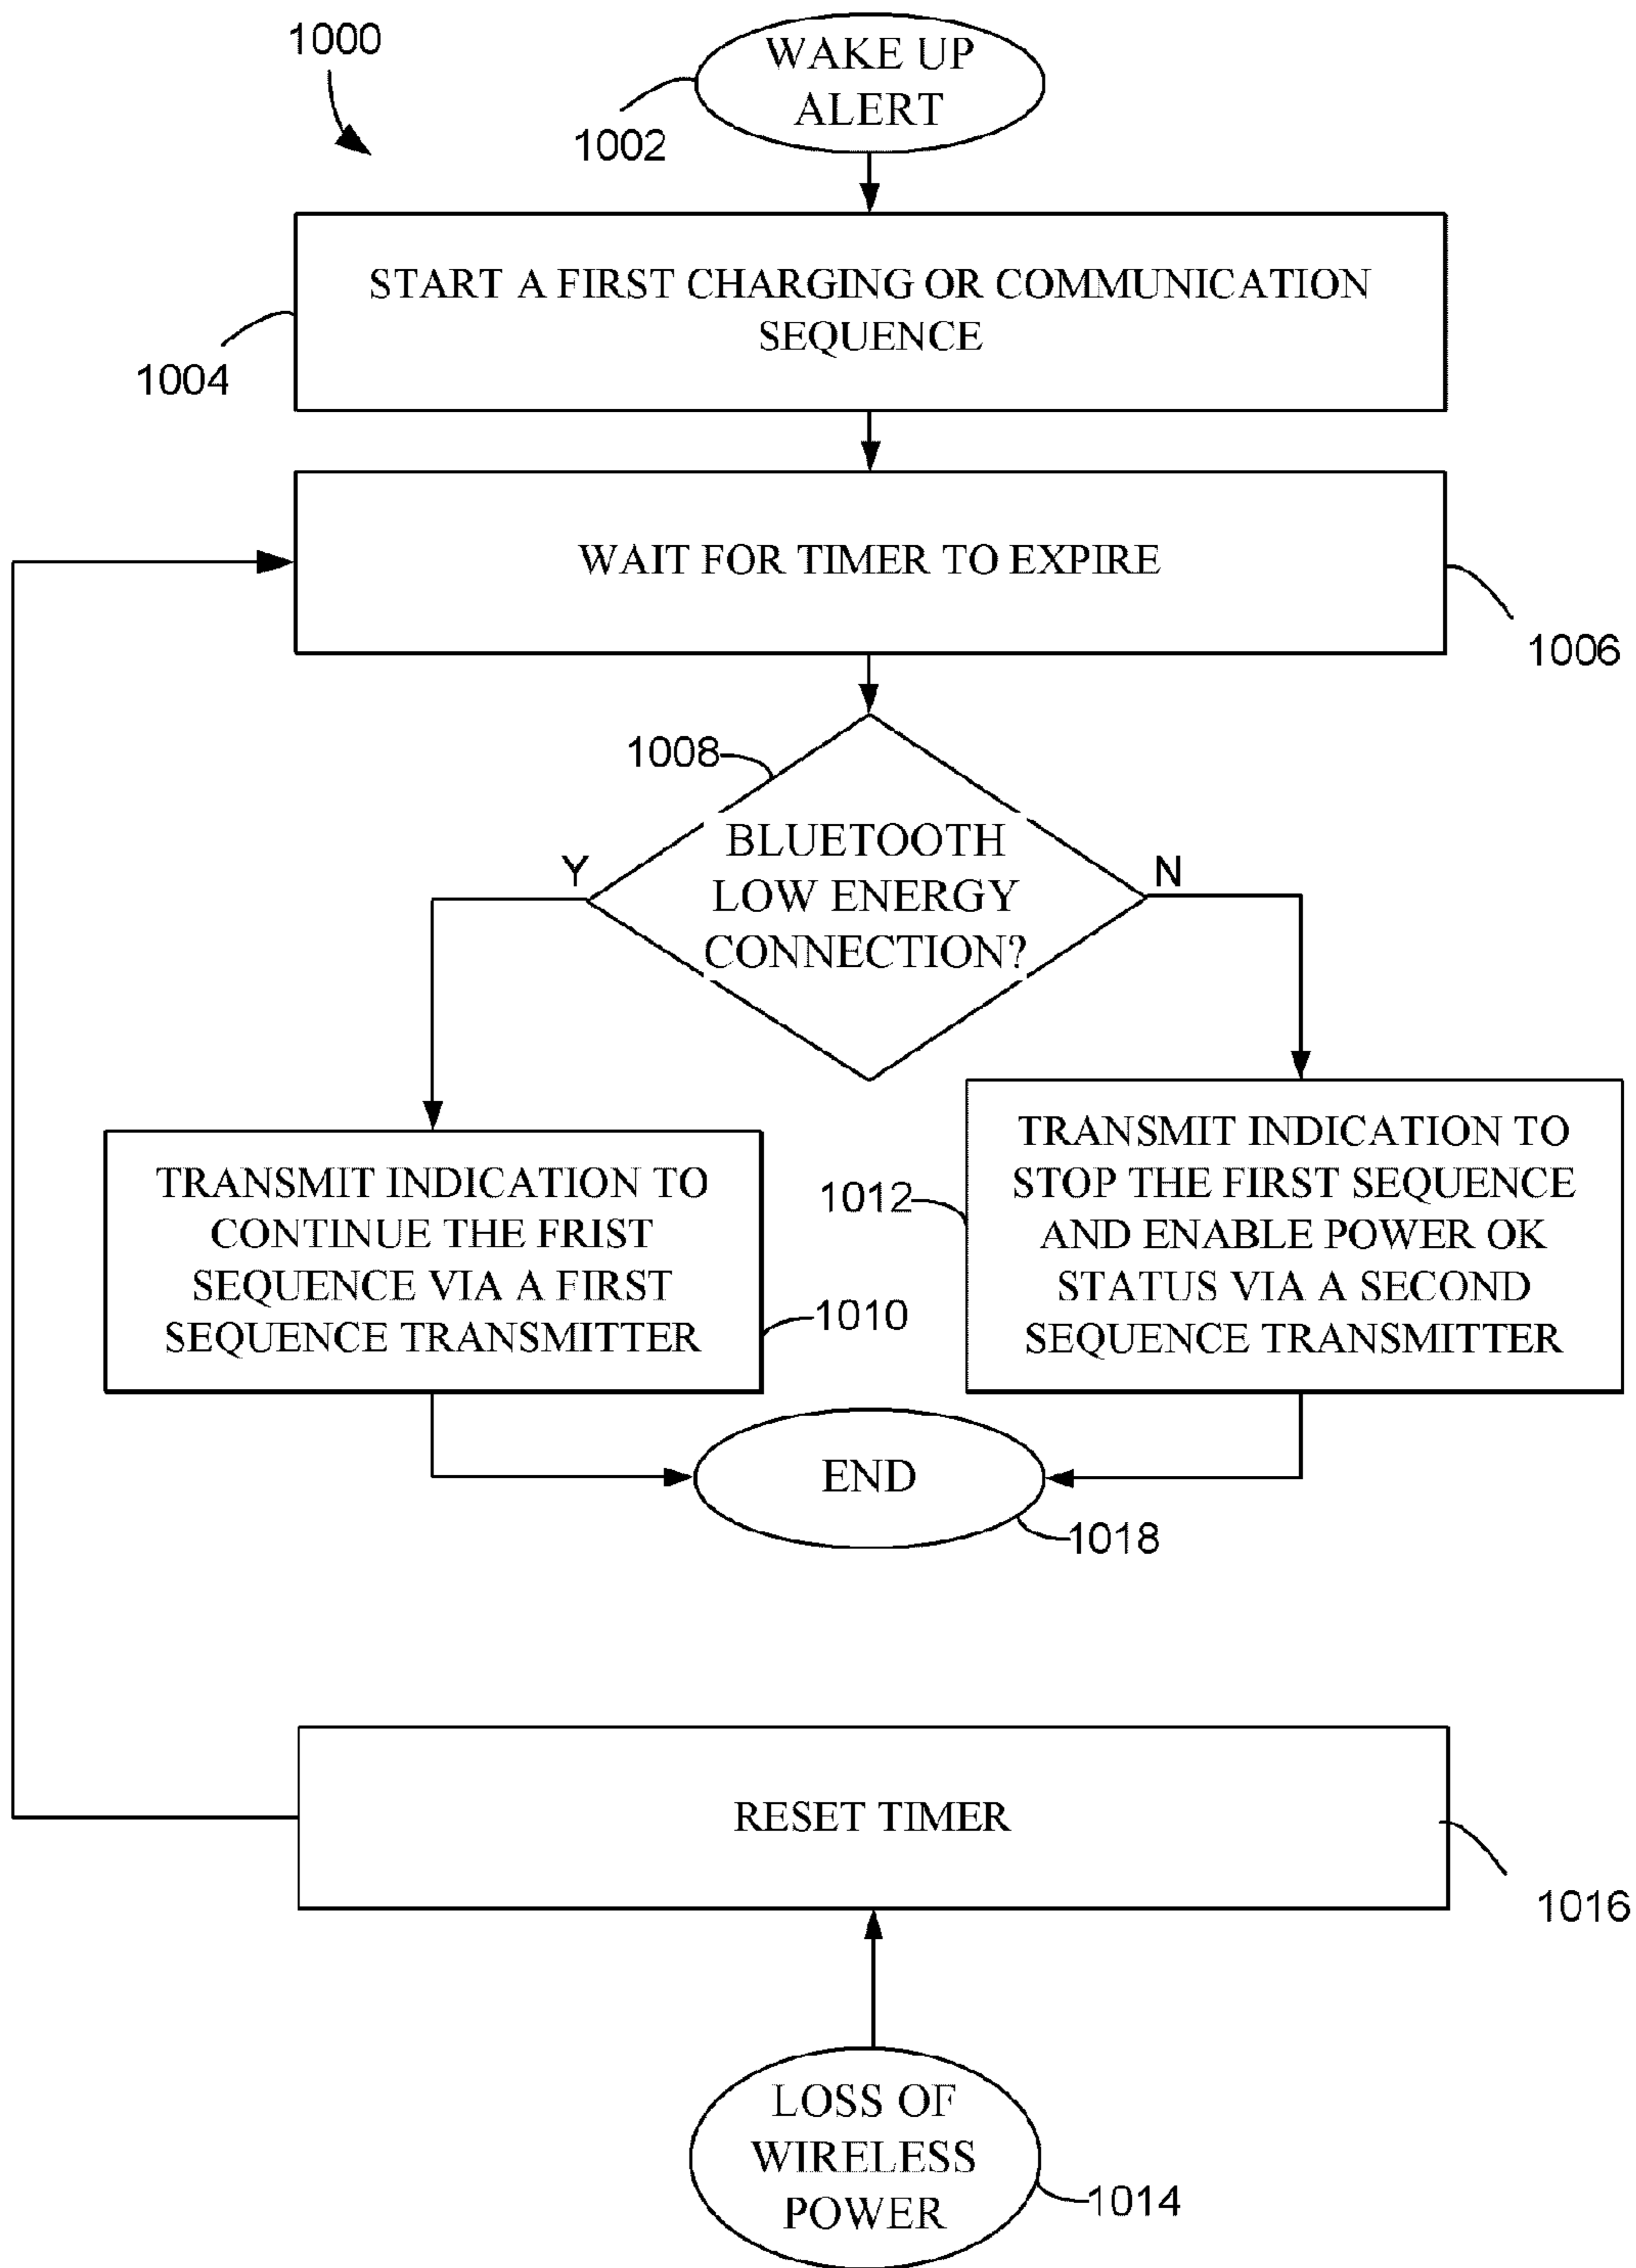 1000
WAKE UP
ALERT
1002
START A FIRST CHARGING OR COMMUNICATION
SEQUENCE
1004
WAIT FOR TIMER TO EXPIRE
1006
1008
BLUETOOTH
LOW ENERGY
CONNECTION?
Y
N
TRANSMIT INDICATION TO
CONTINUE THE FRIST
SEQUENCE VIA A FIRST
SEQUENCE TRANSMITTER
1010
1012
TRANSMIT INDICATION TO
STOP THE FIRST SEQUENCE
AND ENABLE POWER OK
STATUS VIA A SECOND
SEQUENCE TRANSMITTER
END
1018
RESET TIMER
1016
LOSS OF
WIRELESS
POWER
1014